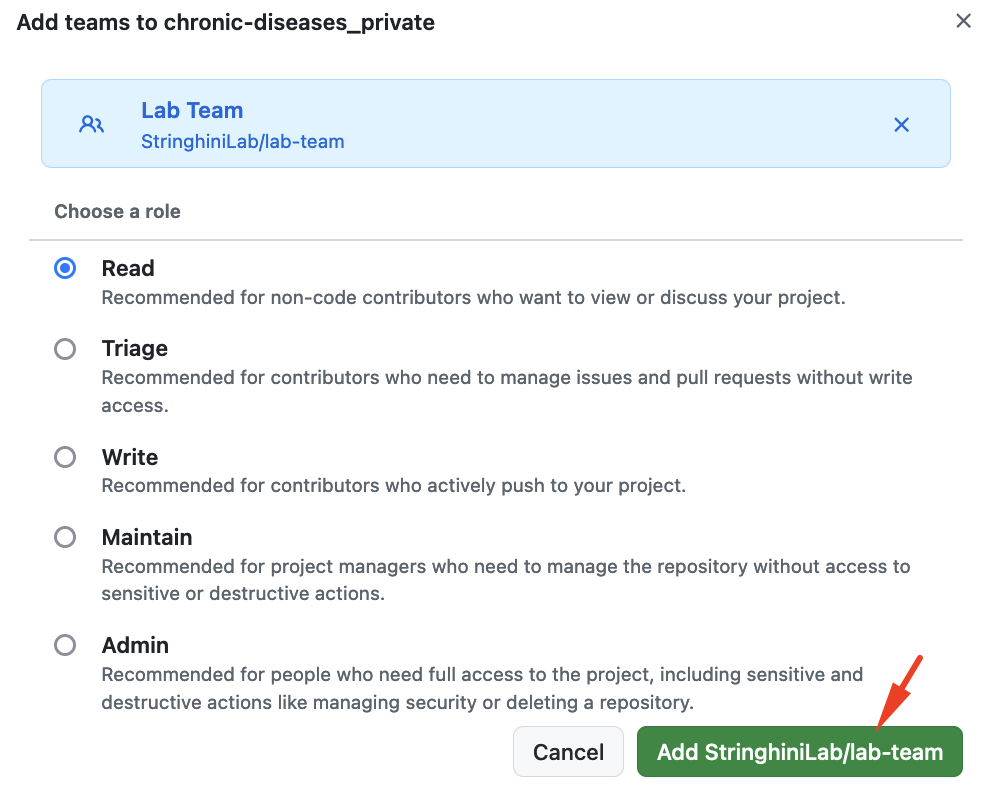 Add teams to chronic-diseases_private
Lab Team
StringhiniLab/lab-team
Choose a role
Read
Recommended for non-code contributors who want to view or discuss your project.
Triage
Recommended for contributors who need to manage issues and pull requests without write
access.
Write
Recommended for contributors who actively push to your project.
Maintain
Recommended for project managers who need to manage the repository without access to
sensitive or destructive actions.
Admin
Recommended for people who need full access to the project, including sensitive and
destructive actions like managing security or deleting a repository.
Cancel
Add StringhiniLab/lab-team